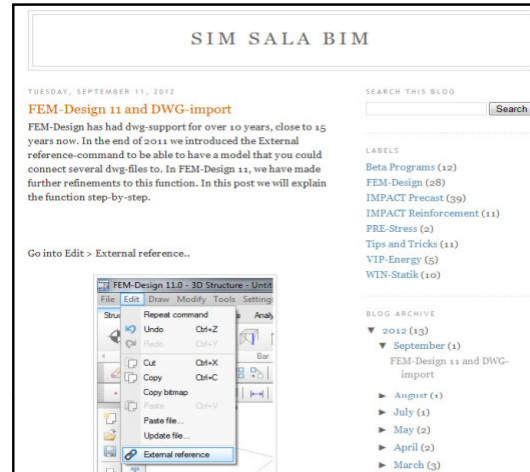 SIM SALA BIM
TUESDAY, SEPTEMBER 11, 2012
FEM-Design 11 and DWG-import
FEM-Design has had dwg-support for over 10 years, close to 15
years now. In the end of 2011 we introduced the External
reference-command to be able to have a model that you could
connect several dwg-files to. In FEM-Design 11, we have made
further refinements to this function. In this post we will explain
the function step-by-step.
Go into Edit > External reference..
FEM-Design 11.0 - 3D Structure - Untit
File Edit Draw Modify Tools Setting
Struc
Analy
Repeat command
Undo Ctrl+Z
Redo Ctrl+Y
Bar
Cut Ctrl+X
Copy Ctrl+C
Copy bitmap
Paste Ctrl+V
Paste file...
Update file...
External reference
SEARCH THIS BLOG
Search
LABELS
Beta Programs (12)
FEM-Design (28)
IMPACT Precast (39)
IMPACT Reinforcement (11)
PRE-Stress (2)
Tips and Tricks (11)
VIP-Energy (5)
WIN-Statik (10)
BLOG ARCHIVE
▼ 2012 (13)
▼ September (1)
FEM-Design 11 and DWG-
import
► August (1)
► July (1)
► May (2)
► April (2)
► March (3)